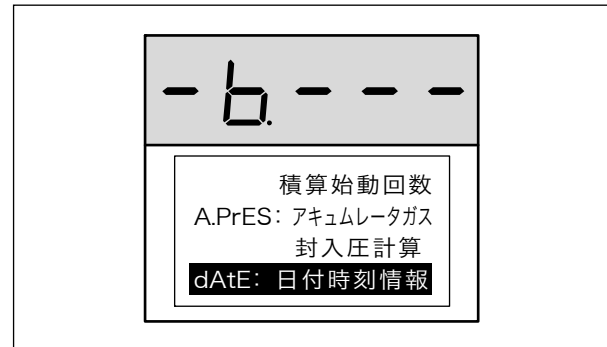 - b. - - -
積算始動回数
A.PrES: アキュムレータガス
封入圧計算
dAtE: 日付時刻情報